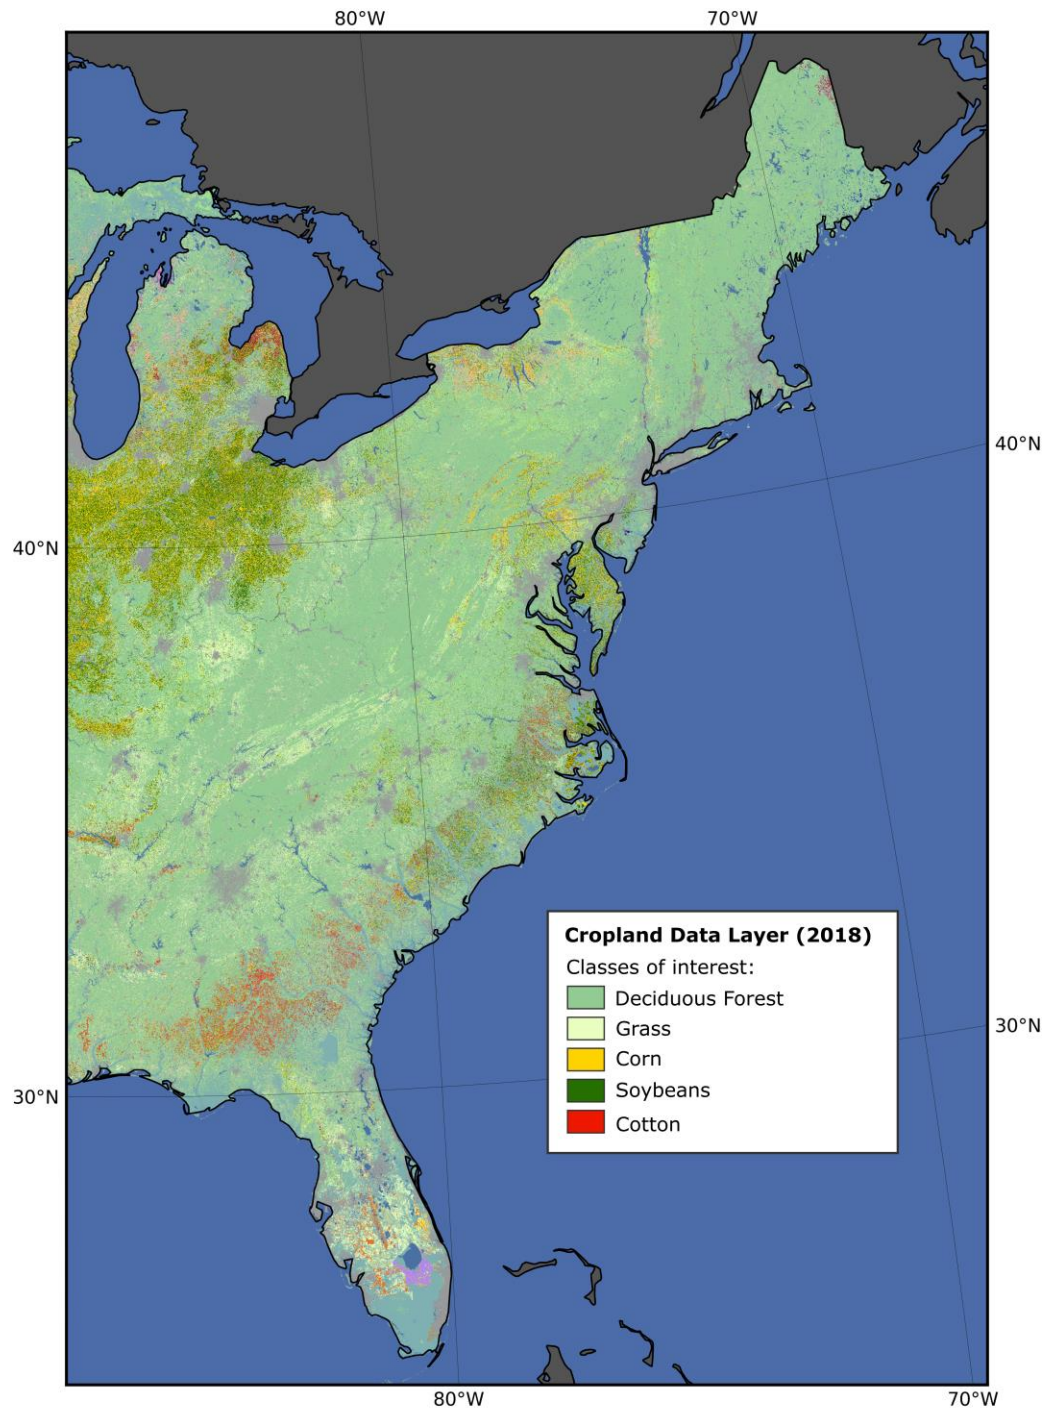 80°W
70°W
40°N
40°N
Cropland Data Layer (2018)
Classes of interest:
Deciduous Forest
Grass
Corn
Soybeans
Cotton
30°N
30°N
80°W
70°W